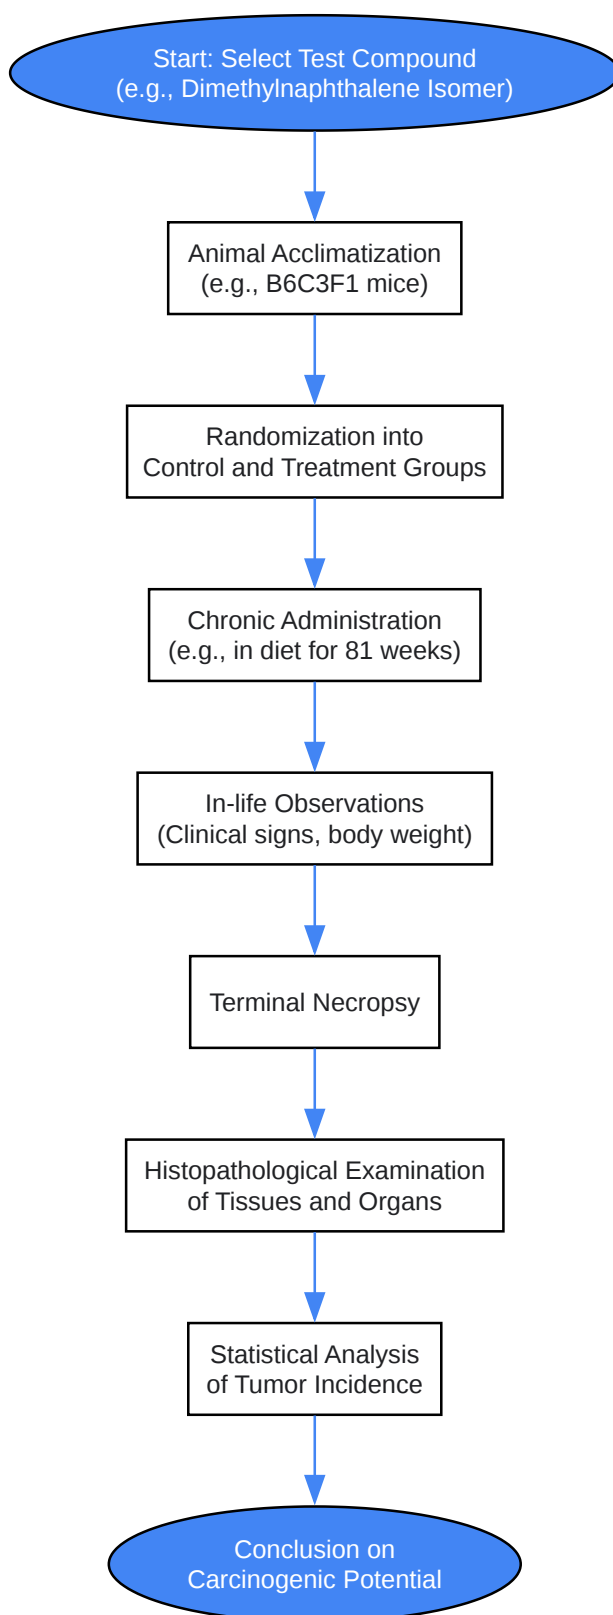 Start: Select Test Compound
(e.g., Dimethylnaphthalene Isomer)
Animal Acclimatization
(e.g., B6C3F1 mice)
Randomization into
Control and Treatment Groups
Chronic Administration
(e.g., in diet for 81 weeks)
In-life Observations
(Clinical signs, body weight)
Terminal Necropsy
Histopathological Examination
of Tissues and Organs
Statistical Analysis
of Tumor Incidence
Conclusion on
Carcinogenic Potential